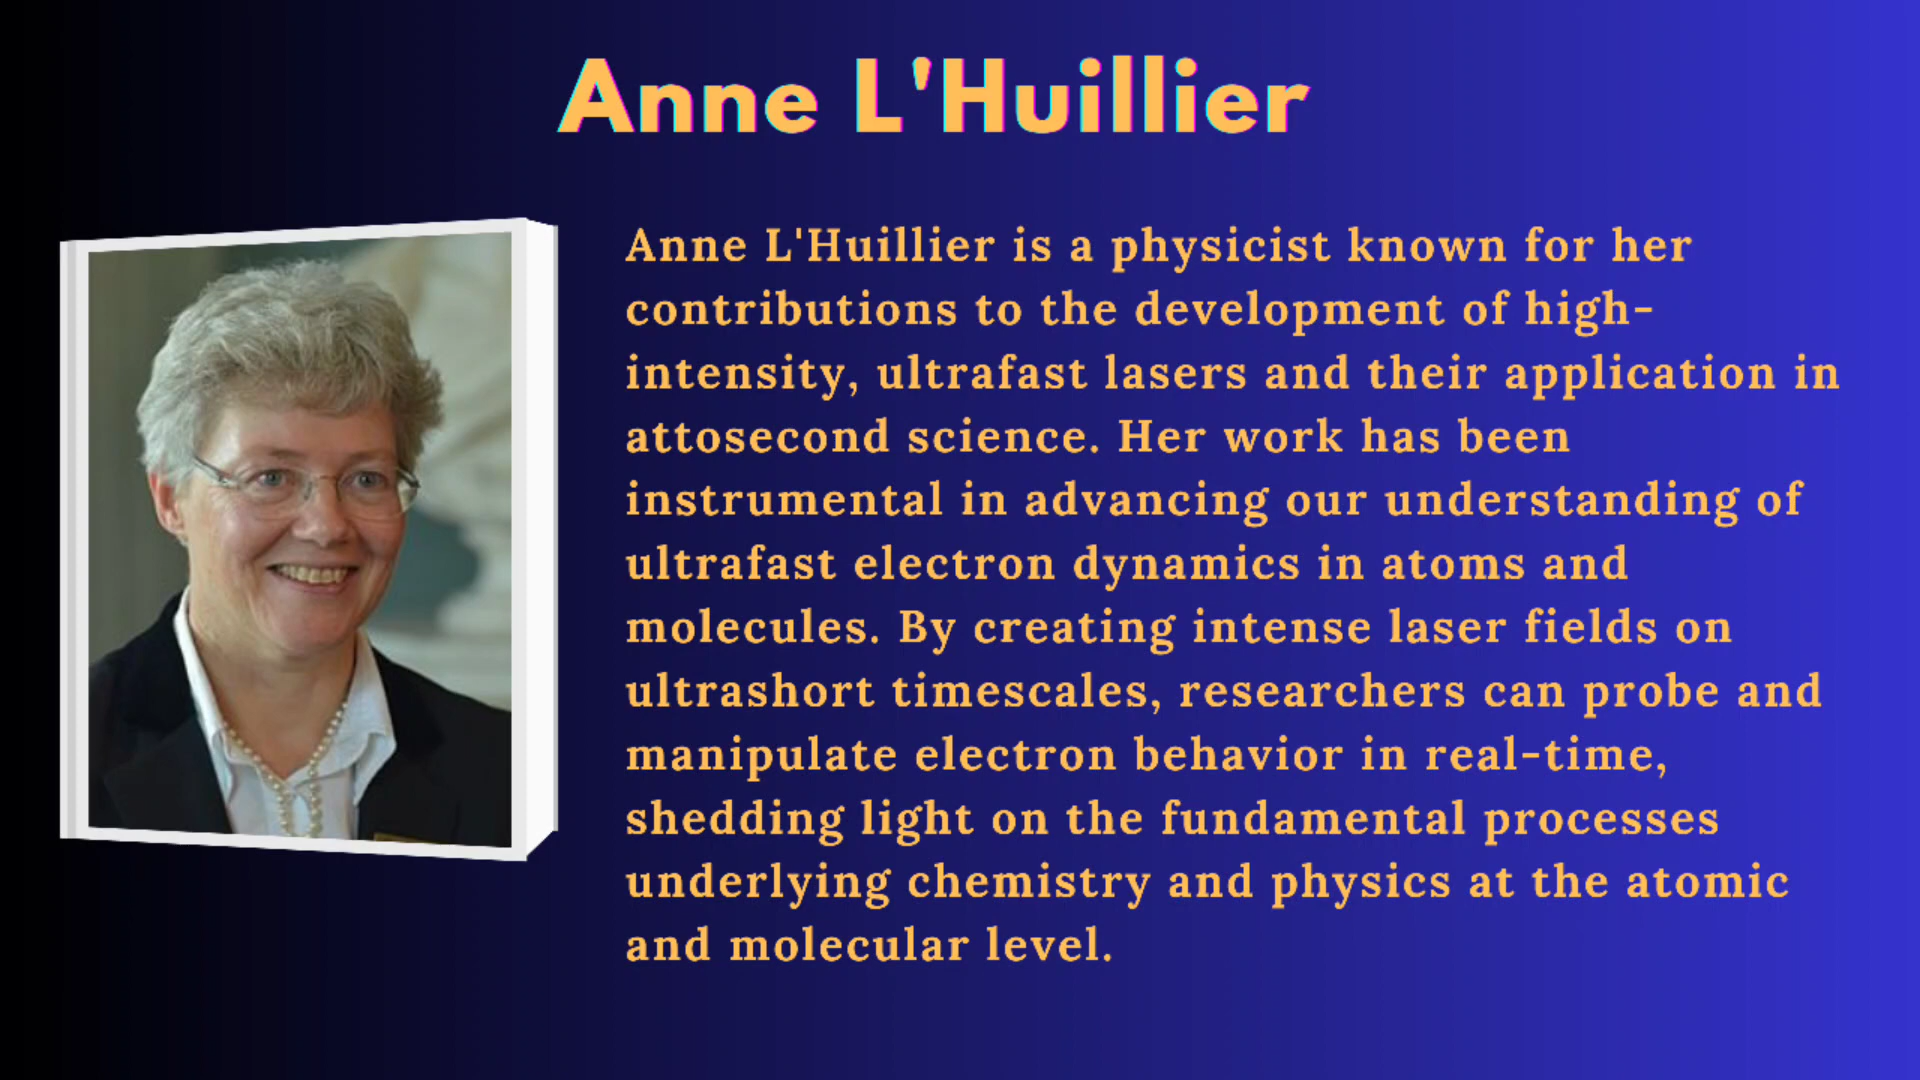 Anne L'Huillier
Anne L'Huillier is a physicist known for her
contributions to the development of high-
intensity, ultrafast lasers and their application in
attosecond science. Her work has been
instrumental in advancing our understanding of
ultrafast electron dynamics in atoms and
molecules. By creating intense laser fields on
ultrashort timescales, researchers can probe and
manipulate electron behavior in real-time,
shedding light on the fundamental processes
underlying chemistry and physics at the atomic
and molecular level.